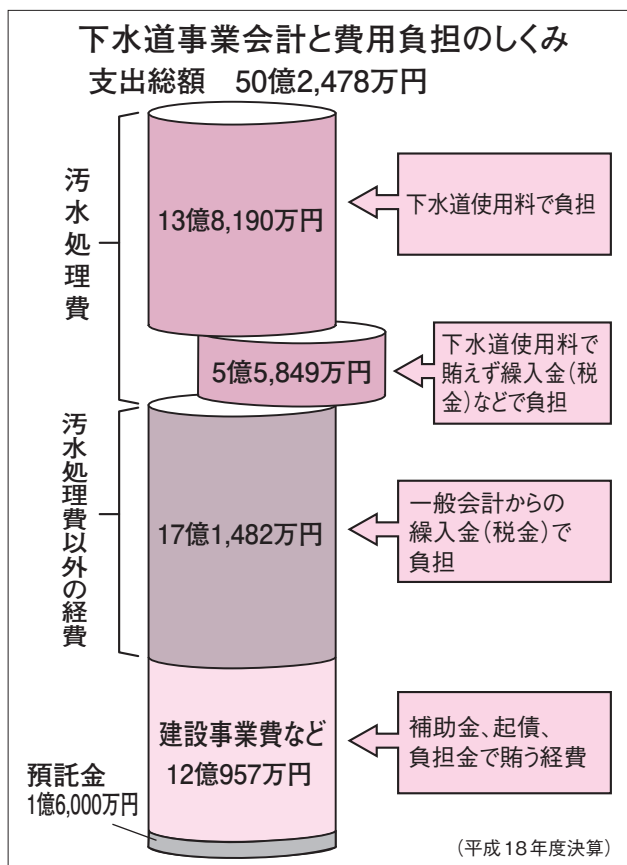 下水道事業会計と費用負担のしくみ
支出総額 50億2,478万円
汚水処理費
13億8,190万円
下水道使用料で負担
5億5,849万円
下水道使用料で
賄えず繰入金(税
金)などで負担
汚水処理費以外の経費
17億1,482万円
一般会計からの
繰入金(税金)で
負担
建設事業費など
12億957万円
補助金、起債、
負担金で賄う経費
預託金
1億6,000万円
(平成18年度決算)